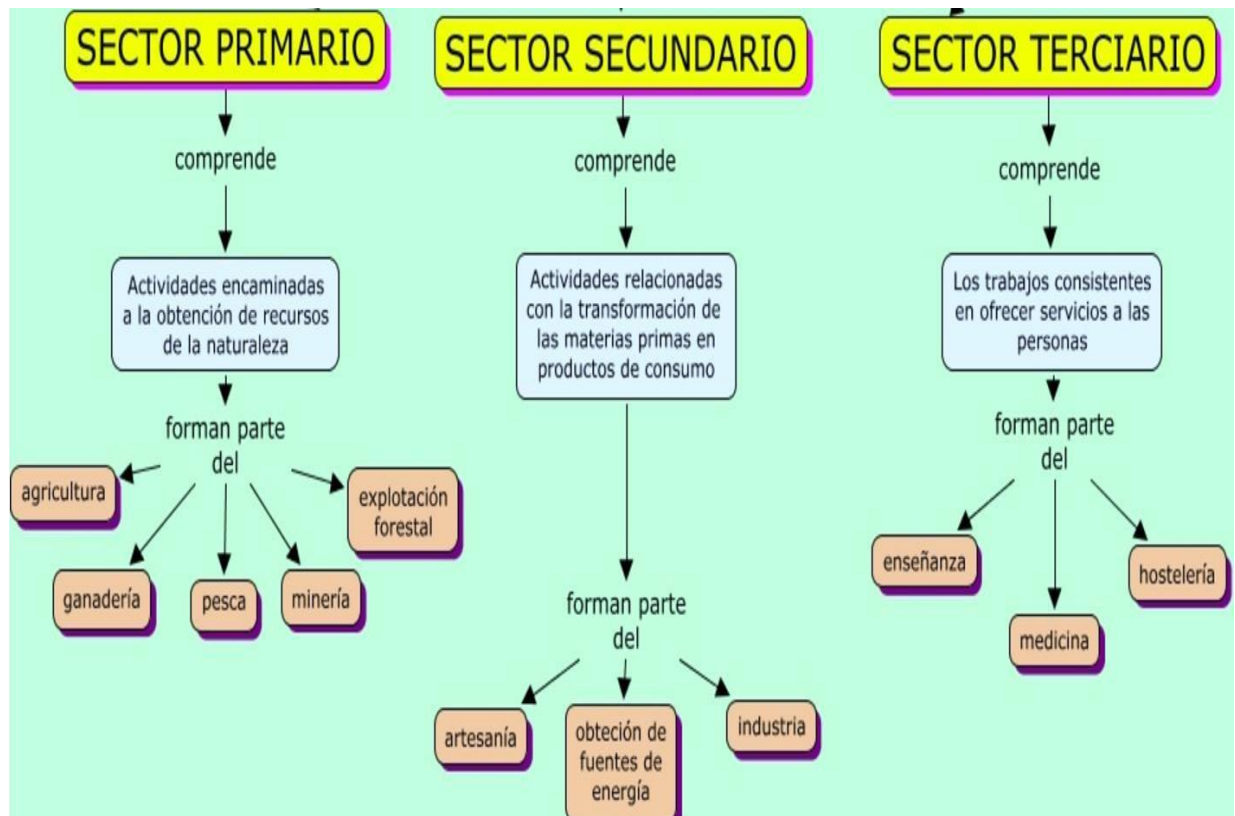 SECTOR PRIMARIO
comprende
Actividades encaminadas
a la obtención de recursos
de la naturaleza
forman parte
del
agricultura
ganadería
pesca
minería
explotación
forestal
SECTOR SECUNDARIO
comprende
Actividades relacionadas
con la transformación de
las materias primas en
productos de consumo
forman parte
del
artesanía
obteción de
fuentes de
energía
industria
SECTOR TERCIARIO
comprende
Los trabajos consistentes
en ofrecer servicios a las
personas
forman parte
del
enseñanza
medicina
hostelería